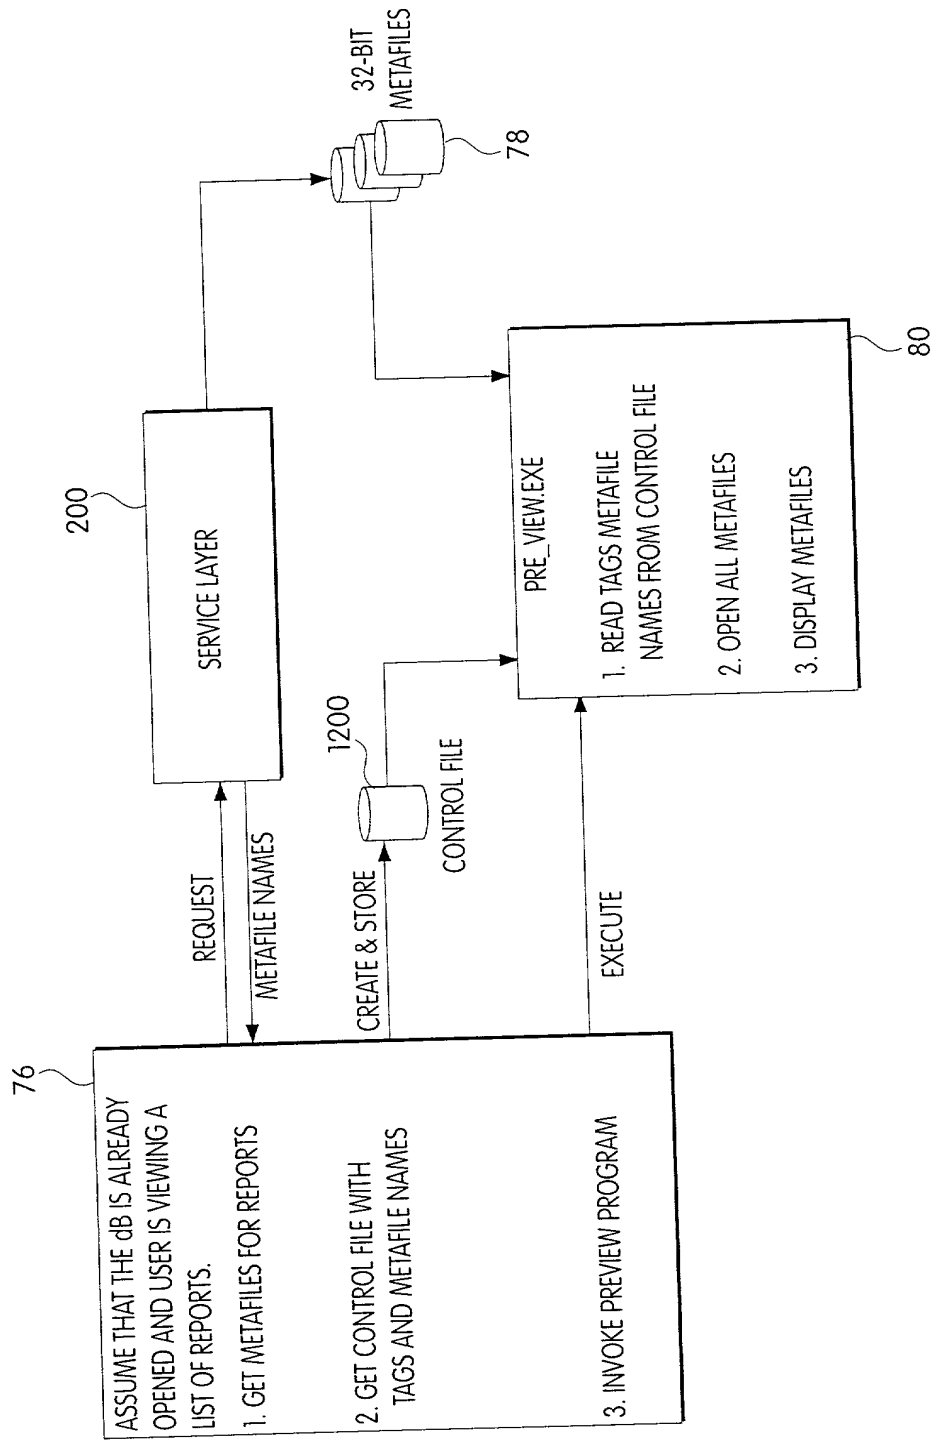 76
ASSUME THAT THE dB IS ALREADY
OPENED AND USER IS VIEWING A
LIST OF REPORTS.
1. GET METAFILES FOR REPORTS
2. GET CONTROL FILE WITH
TAGS AND METAFILE NAMES
3. INVOKE PREVIEW PROGRAM
REQUEST
METAFILE NAMES
CREATE & STORE
EXECUTE
200
SERVICE LAYER
1200
CONTROL FILE
32-BIT
METAFILES
78
PRE_VIEW.EXE
1. READ TAGS METAFILE
NAMES FROM CONTROL FILE
2. OPEN ALL METAFILES
3. DISPLAY METAFILES
80